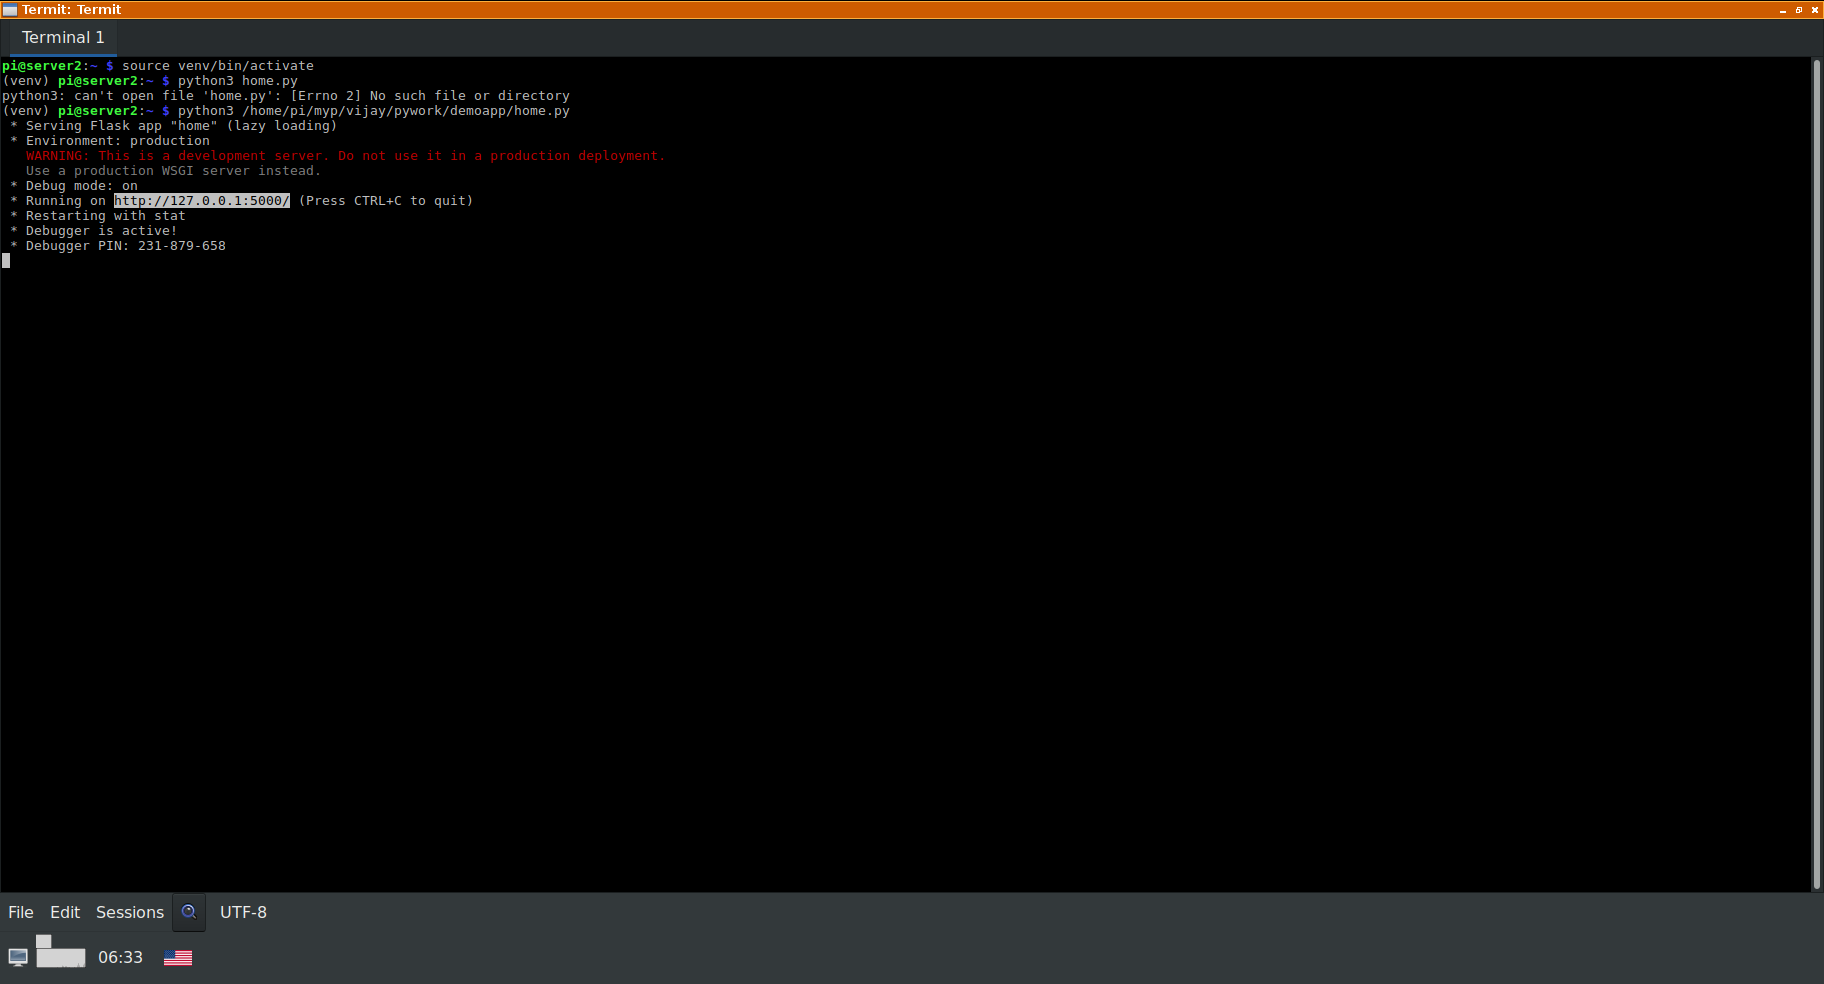 Termit: Termit
Terminal 1
pi@server2:~ $ source venv/bin/activate
(venv) pi@server2:~ $ python3 home.py
python3: can't open file 'home.py': [Errno 2] No such file or directory
(venv) pi@server2:~ $ python3 /home/pi/myp/vijay/pywork/demoapp/home.py
 * Serving Flask app "home" (lazy loading)
 * Environment: production
   WARNING: This is a development server. Do not use it in a production deployment.
   Use a production WSGI server instead.
 * Debug mode: on
 * Running on http://127.0.0.1:5000/ (Press CTRL+C to quit)
 * Restarting with stat
 * Debugger is active!
 * Debugger PIN: 231-879-658
File Edit Sessions UTF-8
06:33